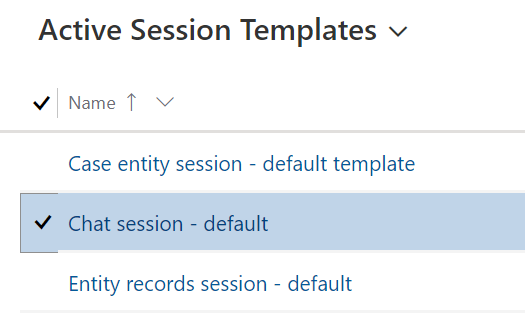 Active Session Templates
Name
Case entity session - default template
Chat session - default
Entity records session - default